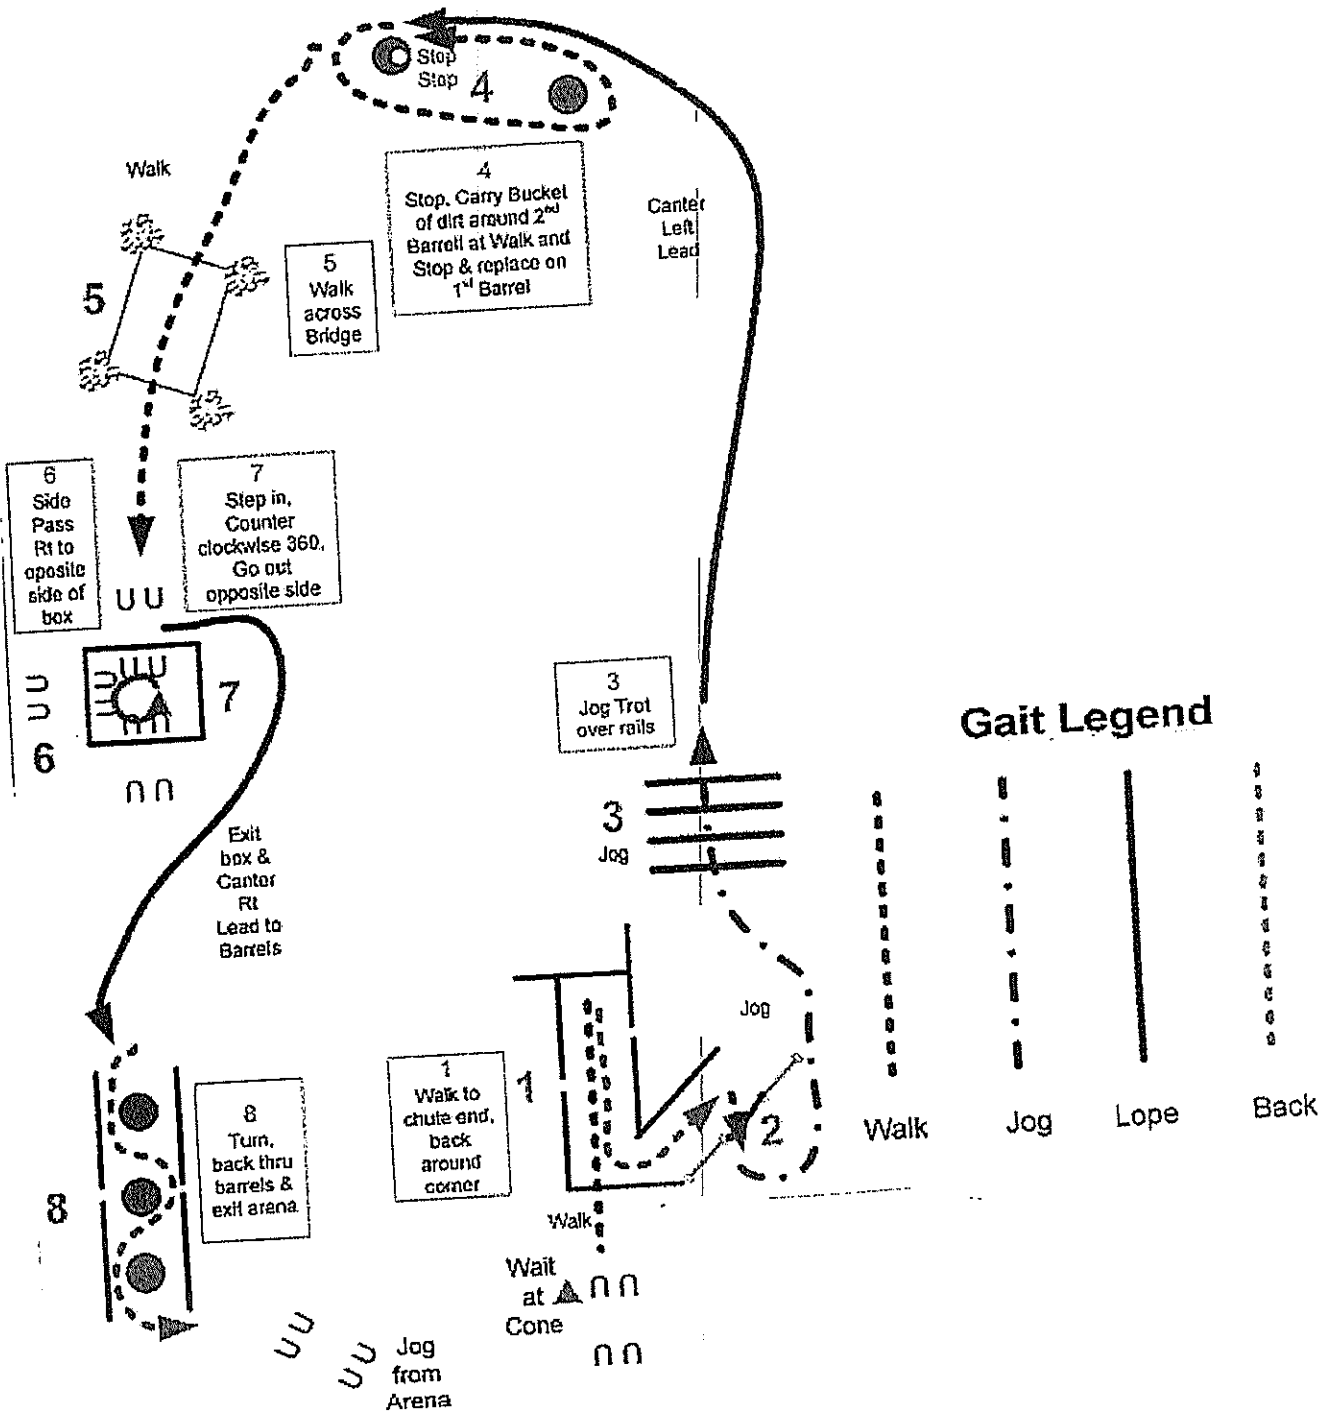 Stop
Stop
4
Walk
4
Stop, Carry Bucket
of dirt around 2nd
Barrell at Walk and
Stop & replace on
1st Barrel
Canter
Left
Lead
5
5
Walk
across
Bridge
6
Side
Pass
Rt to
oposite
side of
box
7
Step in,
Counter
clockwise 360,
Go out
opposite side
7
6
3
Jog Trot
over rails
3
Jog
Gait Legend
Walk
Jog
Lope
Back
Exit
box &
Canter
Rt
Lead to
Barrels
Jog
1
Walk to
chute end,
back
around
corner
1
2
8
Turn,
back thru
barrels &
exit arena
8
Walk
Wait
at
Cone
Jog
from
Arena